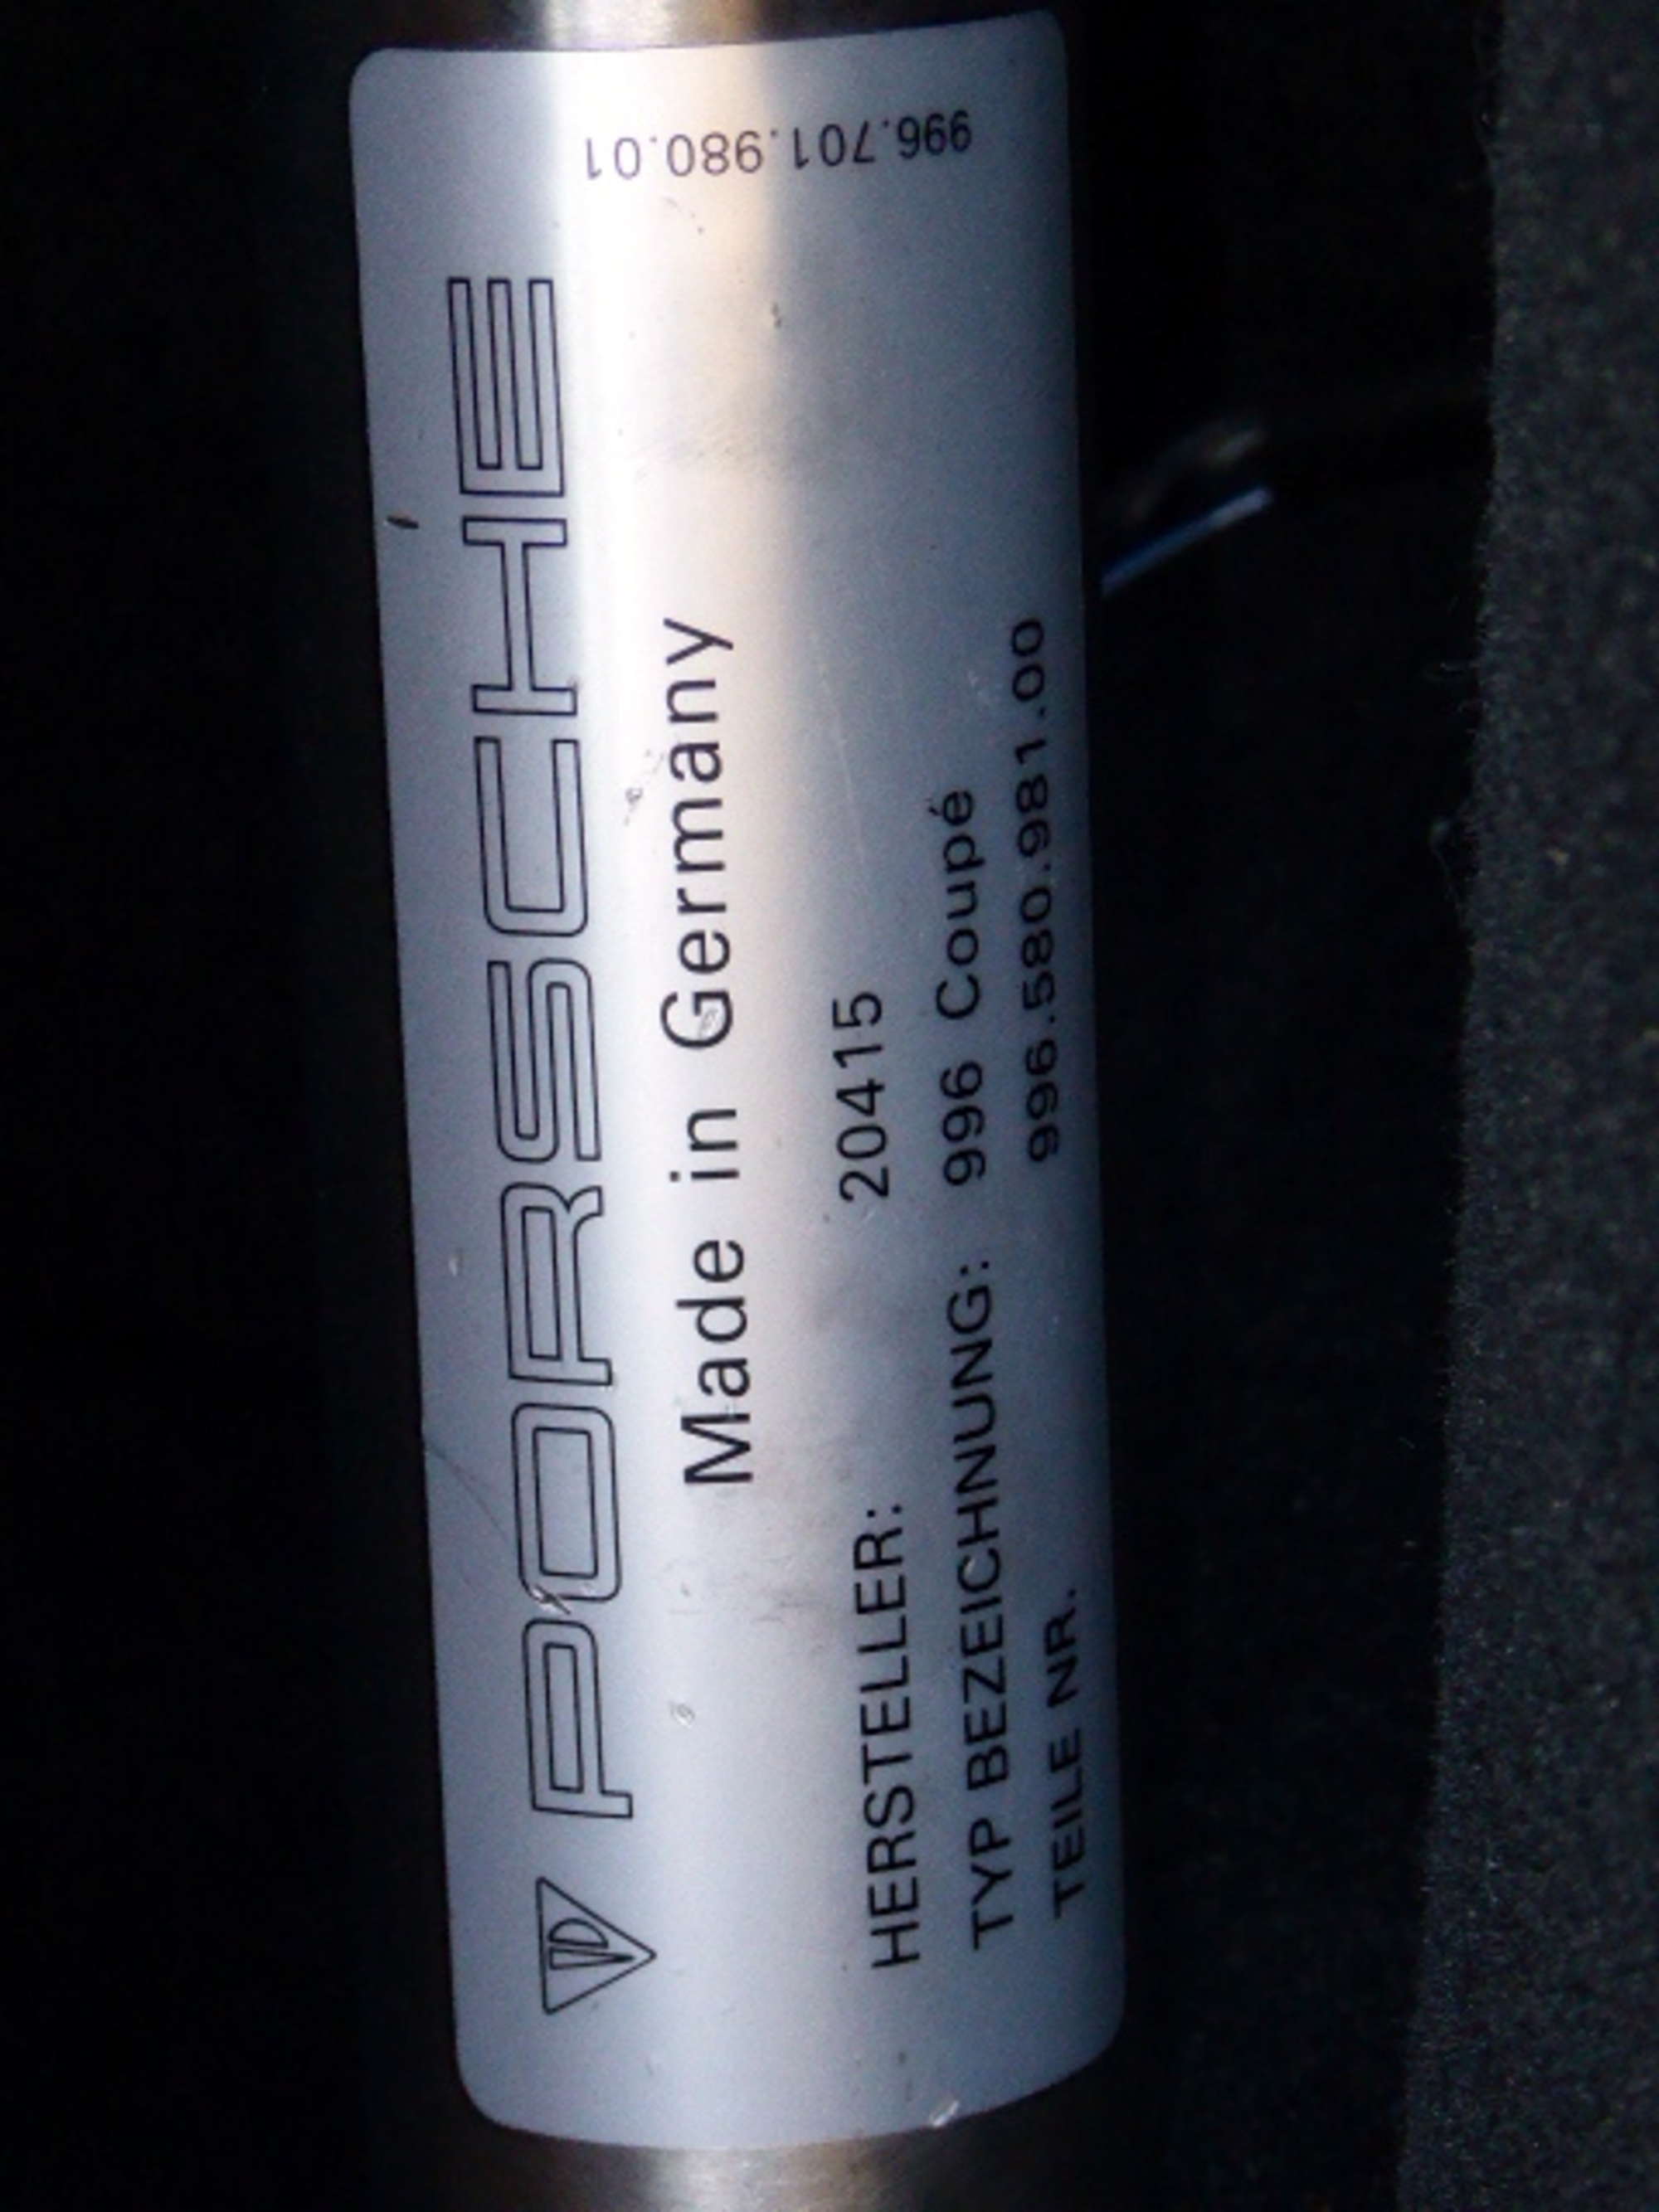 PORSCHE
Made in Germany
HERSTELLER: 20415
TYP BEZEICHNUNG: 996 Coupé
TEILE NR. 996.580.981.00
996.701.980.01